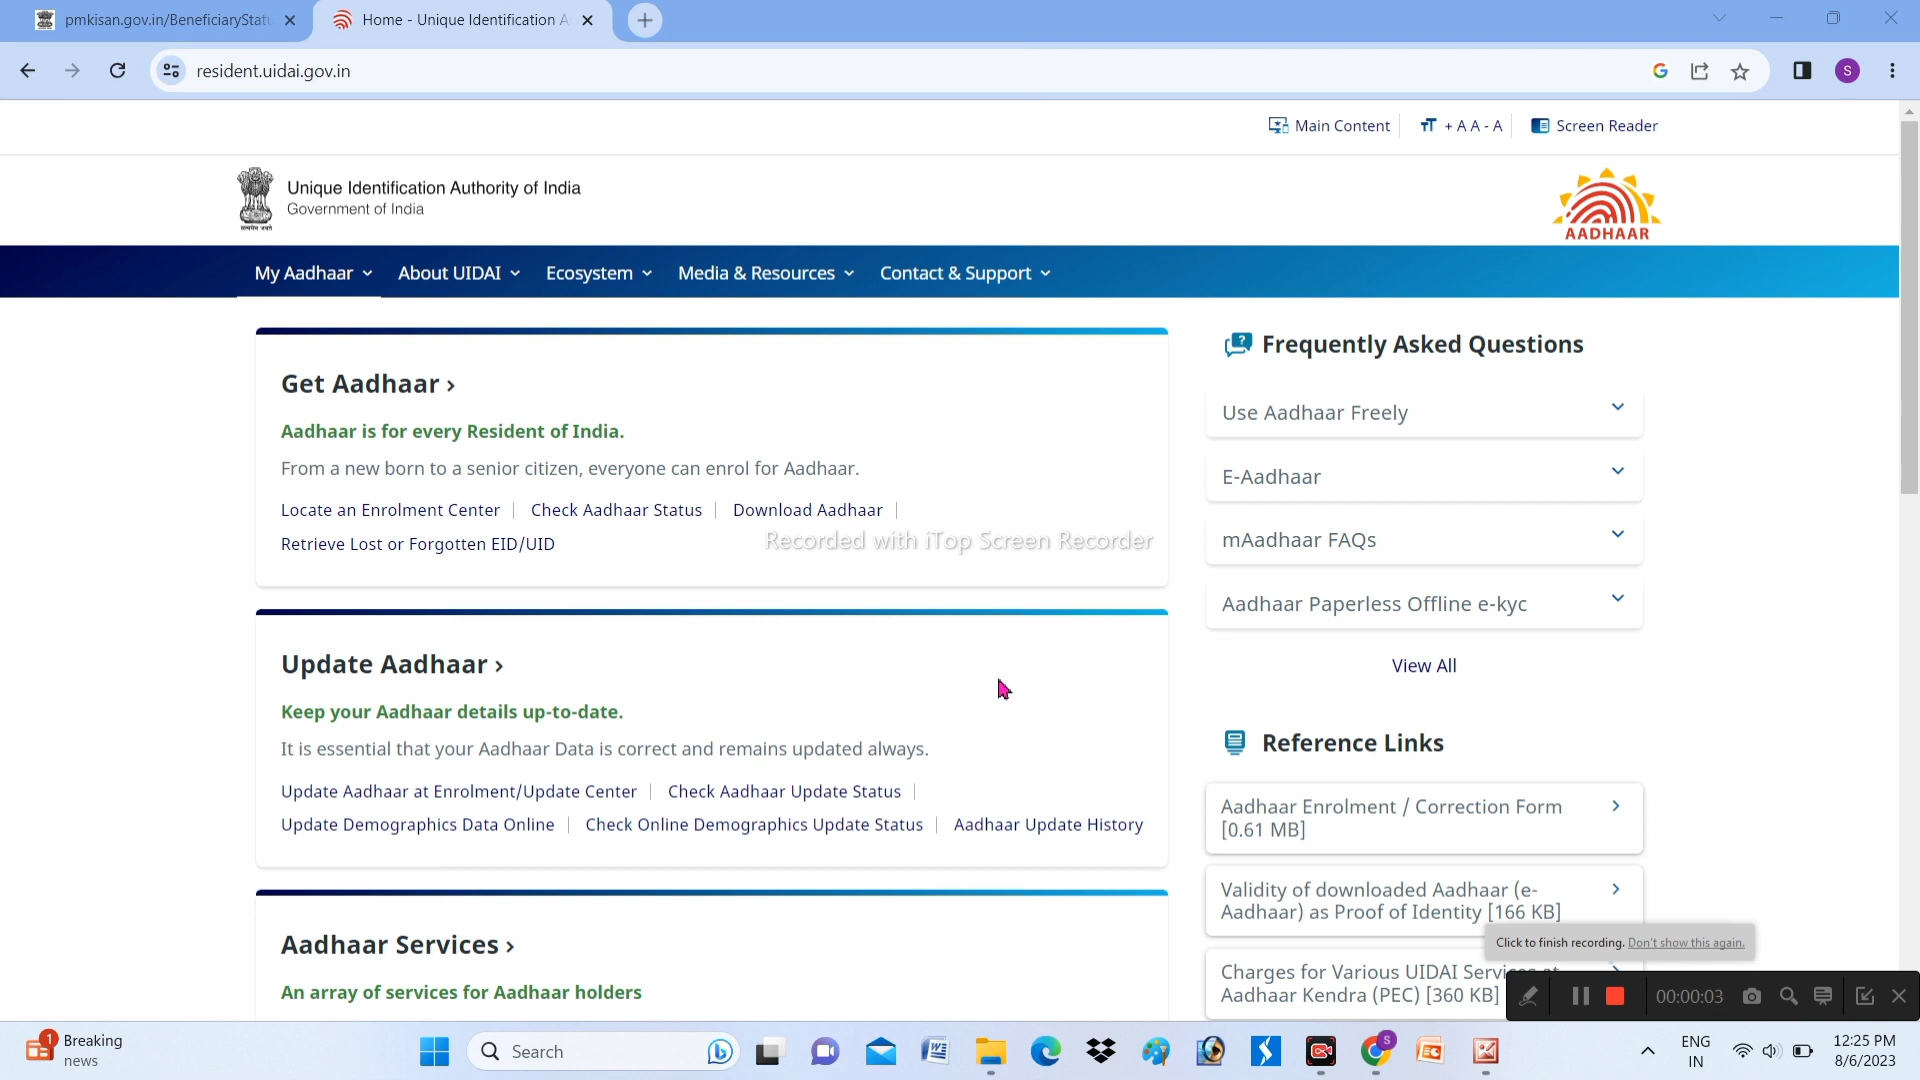 pmkisan.gov.in/BeneficiaryStatu
Home - Unique Identification A
resident.uidai.gov.in
S
Main Content
+ A A - A
Screen Reader
Unique Identification Authority of India
Government of India
सत्यमेव जयते
AADHAAR
My Aadhaar
About UIDAI
Ecosystem
Media & Resources
Contact & Support
Get Aadhaar ›
Aadhaar is for every Resident of India.
From a new born to a senior citizen, everyone can enrol for Aadhaar.
Locate an Enrolment Center | Check Aadhaar Status | Download Aadhaar |
Retrieve Lost or Forgotten EID/UID
Recorded with iTop Screen Recorder
Update Aadhaar ›
Keep your Aadhaar details up-to-date.
It is essential that your Aadhaar Data is correct and remains updated always.
Update Aadhaar at Enrolment/Update Center | Check Aadhaar Update Status |
Update Demographics Data Online | Check Online Demographics Update Status | Aadhaar Update History
Aadhaar Services ›
An array of services for Aadhaar holders
Frequently Asked Questions
Use Aadhaar Freely
E-Aadhaar
mAadhaar FAQs
Aadhaar Paperless Offline e-kyc
View All
Reference Links
Aadhaar Enrolment / Correction Form
[0.61 MB]
Validity of downloaded Aadhaar (e-
Aadhaar) as Proof of Identity [166 KB]
Charges for Various UIDAI Services at
Aadhaar Kendra (PEC) [360 KB]
Click to finish recording. Don't show this again.
00:00:03
1
Breaking
news
Search
S
ENG
IN
12:25 PM
8/6/2023